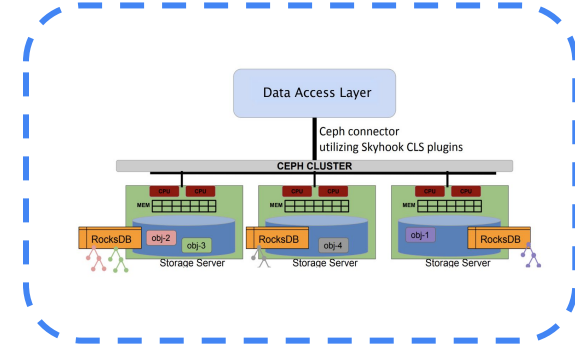 Data Access Layer
Ceph connector
utilizing Skyhook CLS plugins
CEPH CLUSTER
CPU CPU CPU CPU CPU CPU
MEM MEM MEM
RocksDB obj-2 obj-3 RocksDB obj-4 obj-1 RocksDB
Storage Server Storage Server Storage Server